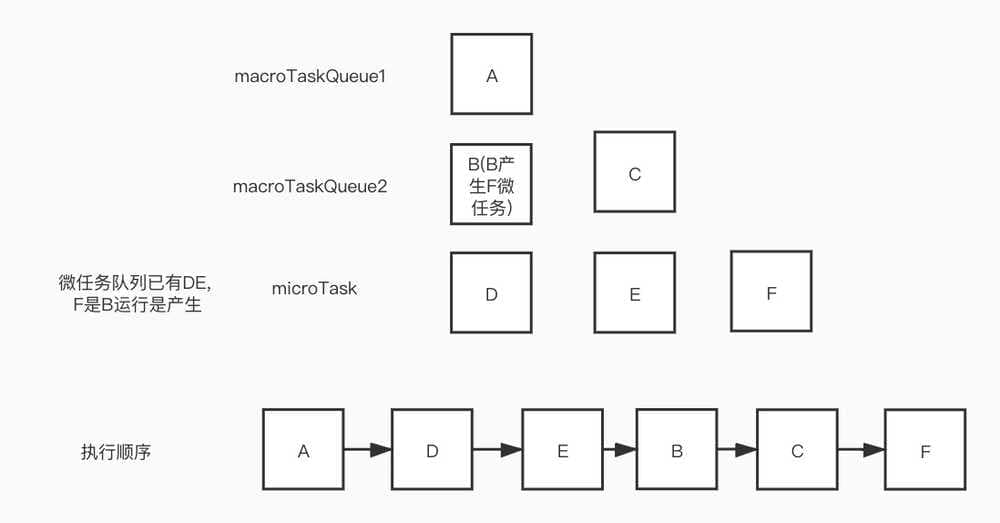 macroTaskQueue1
A
macroTaskQueue2
B(B产
生F微
任务)
C
微任务队列已有DE,
F是B运行是产生
microTask
D
E
F
执行顺序
A
D
E
B
C
F